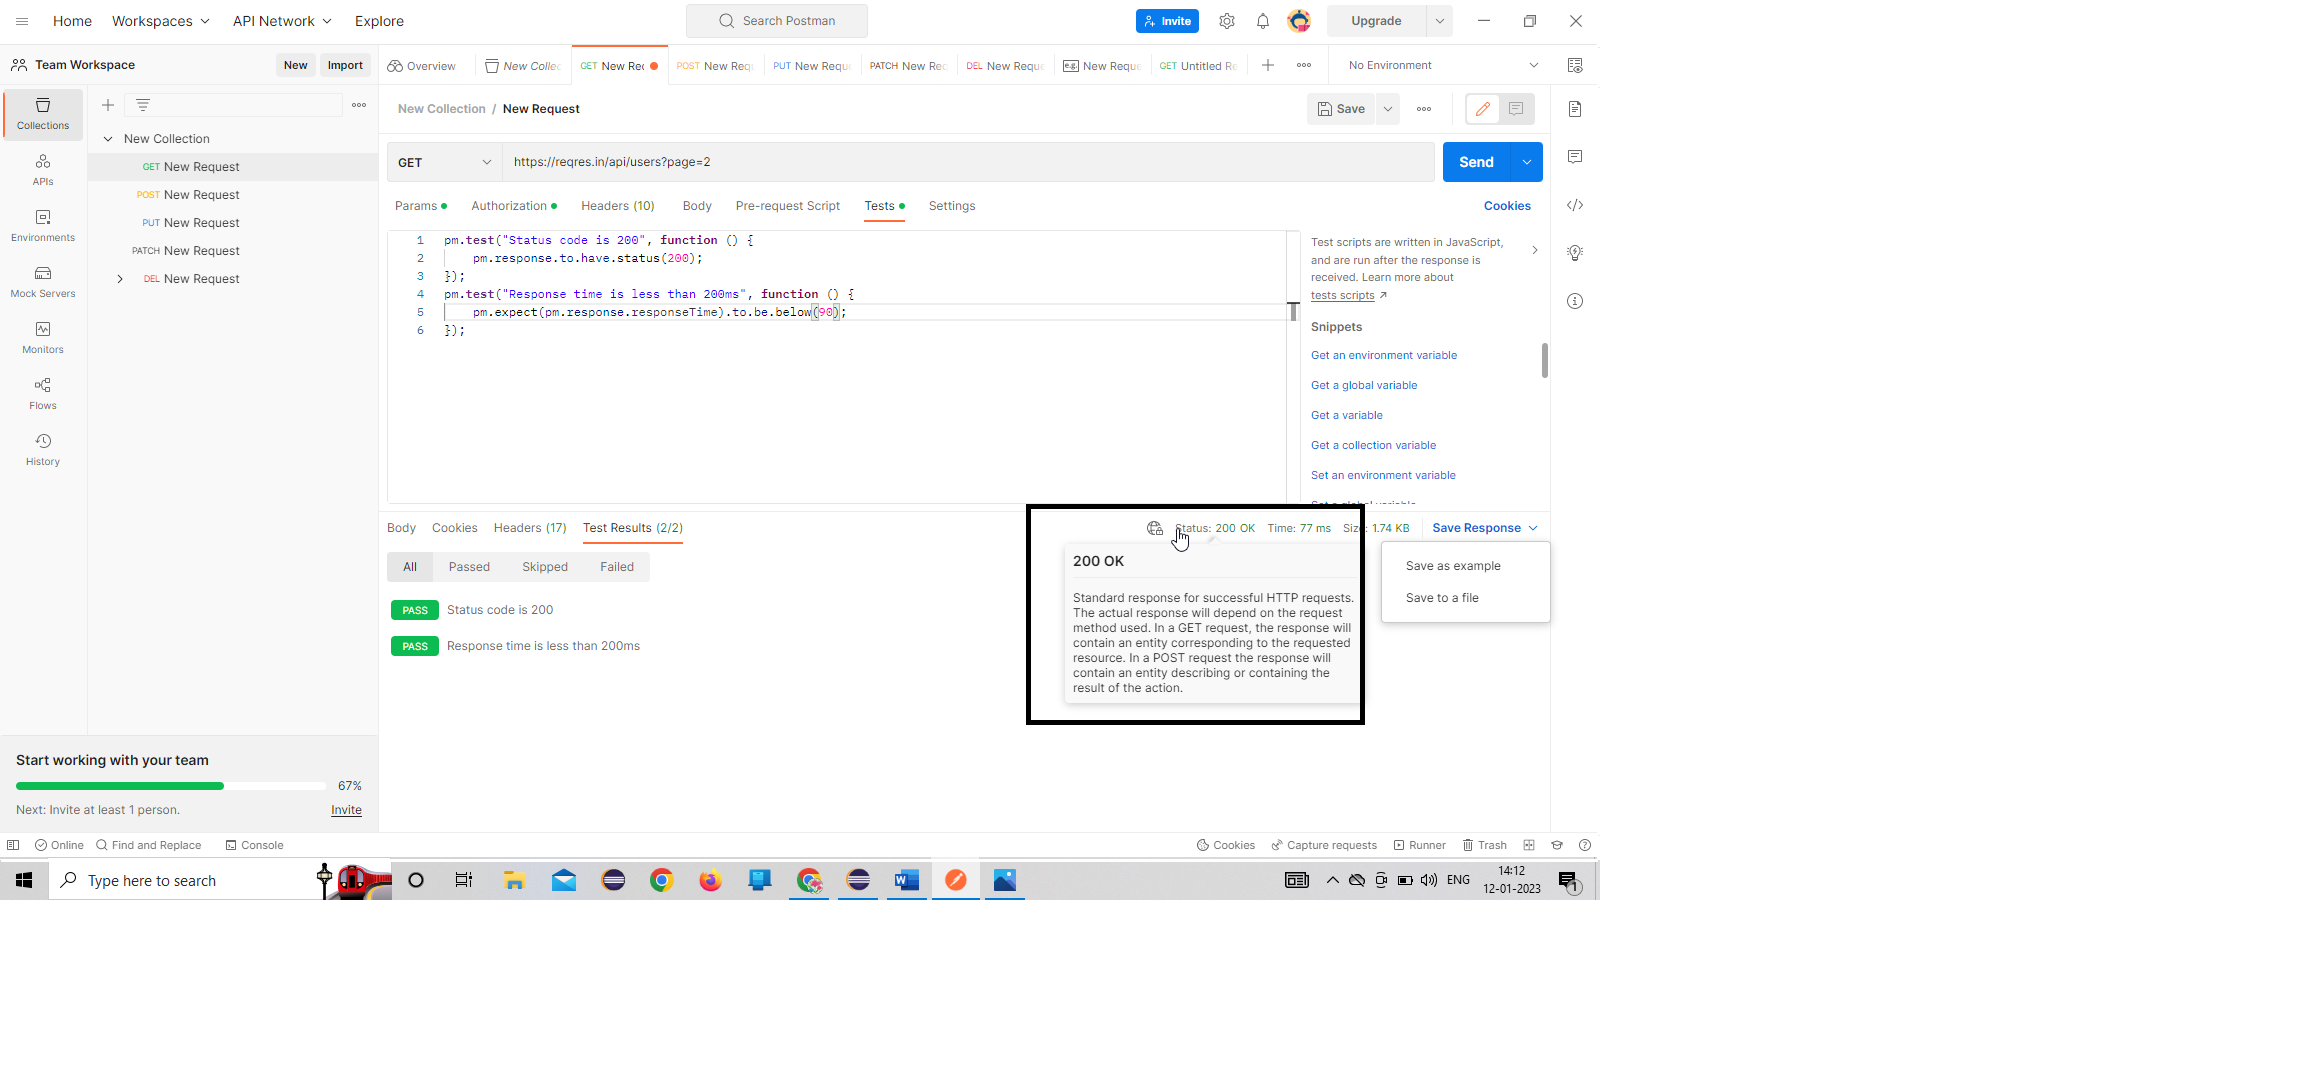 Home Workspaces API Network Explore Search Postman Invite Upgrade
Team Workspace New Import
Overview New Collec GET New Rec POST New Requ PUT New Requ PATCH New Rec DEL New Requ e.g. New Reque GET Untitled Re No Environment
Collections
APIs
Environments
Mock Servers
Monitors
Flows
History
New Collection
GET New Request
POST New Request
PUT New Request
PATCH New Request
DEL New Request
New Collection / New Request Save
GET https://reqres.in/api/users?page=2 Send
Params Authorization Headers (10) Body Pre-request Script Tests Settings Cookies
1 pm.test("Status code is 200", function () {
2 pm.response.to.have.status(200);
3 });
4 pm.test("Response time is less than 200ms", function () {
5 pm.expect(pm.response.responseTime).to.be.below(90);
6 });
Test scripts are written in JavaScript,
and are run after the response is
received. Learn more about
tests scripts
Snippets
Get an environment variable
Get a global variable
Get a variable
Get a collection variable
Set an environment variable
Set a global variable
Body Cookies Headers (17) Test Results (2/2) Status: 200 OK Time: 77 ms Size: 1.74 KB Save Response
All Passed Skipped Failed
PASS Status code is 200
PASS Response time is less than 200ms
200 OK
Standard response for successful HTTP requests.
The actual response will depend on the request
method used. In a GET request, the response will
contain an entity corresponding to the requested
resource. In a POST request the response will
contain an entity describing or containing the
result of the action.
Save as example
Save to a file
Start working with your team
67%
Next: Invite at least 1 person. Invite
Online Find and Replace Console Cookies Capture requests Runner Trash
Type here to search
ENG
14:12
12-01-2023
1